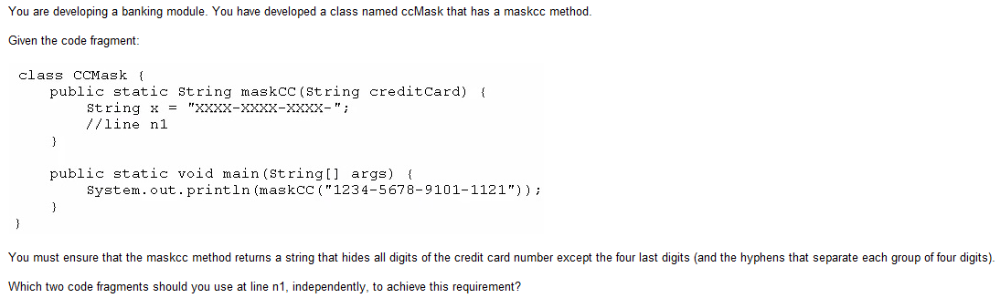 You are developing a banking module. You have developed a class named ccMask that has a maskcc method.
Given the code fragment:
class CCMask {
public static String maskCC(String creditCard) {
String x = "XXXX-XXXX-XXXX-";
//line n1
}
public static void main(String[] args) {
System.out.println(maskCC("1234-5678-9101-1121"));
}
}
You must ensure that the maskcc method returns a string that hides all digits of the credit card number except the four last digits (and the hyphens that separate each group of four digits).
Which two code fragments should you use at line n1, independently, to achieve this requirement?